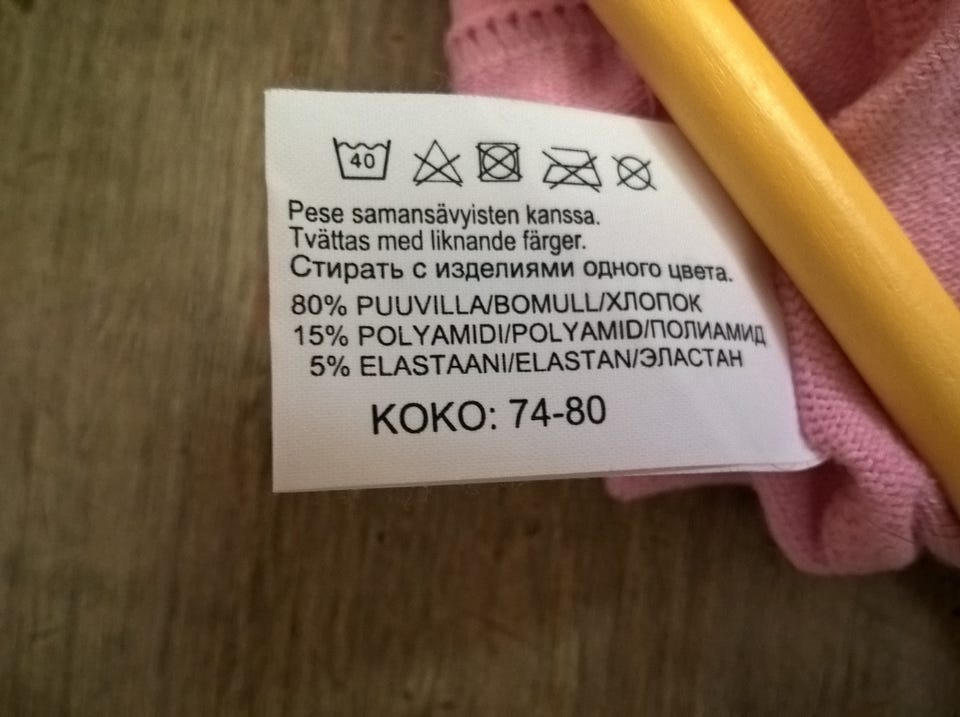 40
Pese samansävyisten kanssa.
Tvättas med liknande färger.
Стирать с изделиями одного цвета.
80% PUUVILLA/BOMULL/ХЛОПОК
15% POLYAMIDI/POLYAMID/ПОЛИАМИД
5% ELASTAANI/ELASTAN/ЭЛАСТАН
KOKO: 74-80